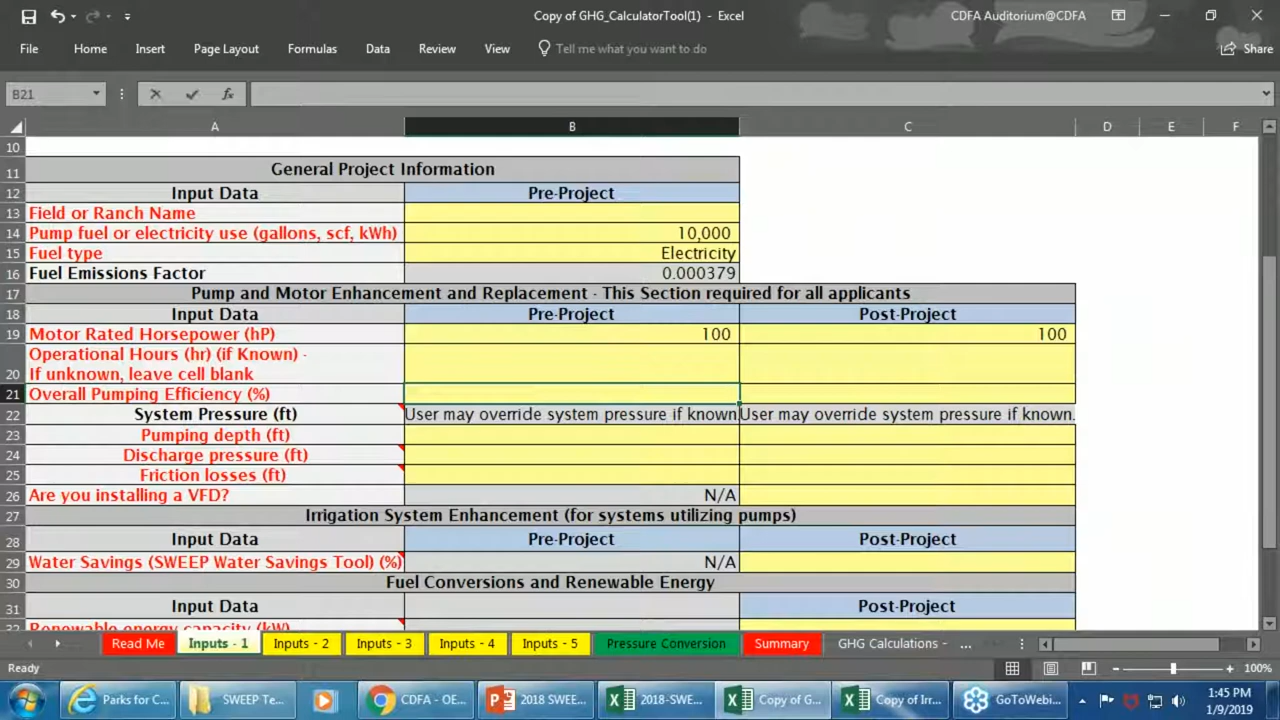 Copy of GHG_CalculatorTool(1) - Excel
CDFA Auditorium@CDFA
File Home Insert Page Layout Formulas Data Review View Tell me what you want to do Share
B21 fx
A B C D E F
10
11 General Project Information
12 Input Data Pre-Project
13 Field or Ranch Name
14 Pump fuel or electricity use (gallons, scf, kWh) 10,000
15 Fuel type Electricity
16 Fuel Emissions Factor 0.000379
17 Pump and Motor Enhancement and Replacement - This Section required for all applicants
18 Input Data Pre-Project Post-Project
19 Motor Rated Horsepower (hP) 100 100
Operational Hours (hr) (if Known) -
20 If unknown, leave cell blank
21 Overall Pumping Efficiency (%)
22 System Pressure (ft) User may override system pressure if known User may override system pressure if known.
23 Pumping depth (ft)
24 Discharge pressure (ft)
25 Friction losses (ft)
26 Are you installing a VFD? N/A
27 Irrigation System Enhancement (for systems utilizing pumps)
28 Input Data Pre-Project Post-Project
29 Water Savings (SWEEP Water Savings Tool) (%) N/A
30 Fuel Conversions and Renewable Energy
31 Input Data Post-Project
32 Renewable energy capacity (kW)
Read Me Inputs - 1 Inputs - 2 Inputs - 3 Inputs - 4 Inputs - 5 Pressure Conversion Summary GHG Calculations - ...
Ready 100%
Parks for C... SWEEP Te... CDFA - OE... 2018 SWEE... 2018-SWE... Copy of G... Copy of Irr... GoToWebi... 1:45 PM
1/9/2019